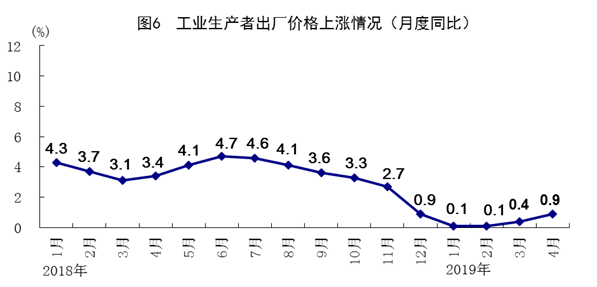 图6 工业生产者出厂价格上涨情况（月度同比）
(%)
12
10
8
6
4
2
0
4.3 3.7 3.1 3.4 4.1 4.7 4.6 4.1 3.6 3.3 2.7 0.9 0.1 0.1 0.4 0.9
1月 2月 3月 4月 5月 6月 7月 8月 9月 10月 11月 12月 1月 2月 3月 4月
2018年 2019年